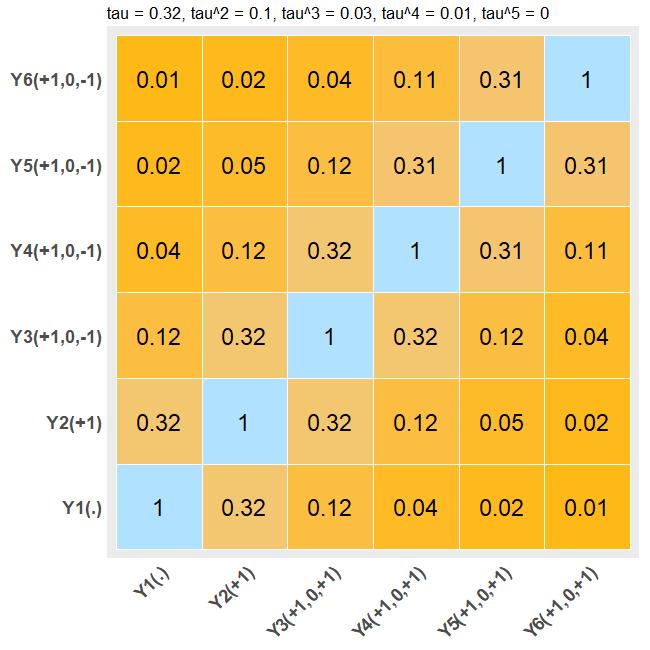 tau = 0.32, tau^2 = 0.1, tau^3 = 0.03, tau^4 = 0.01, tau^5 = 0
Y6(+1,0,-1) 0.01 0.02 0.04 0.11 0.31 1
Y5(+1,0,-1) 0.02 0.05 0.12 0.31 1 0.31
Y4(+1,0,-1) 0.04 0.12 0.32 1 0.31 0.11
Y3(+1,0,-1) 0.12 0.32 1 0.32 0.12 0.04
Y2(+1) 0.32 1 0.32 0.12 0.05 0.02
Y1(.) 1 0.32 0.12 0.04 0.02 0.01
Y1(.) Y2(+1) Y3(+1,0,+1) Y4(+1,0,+1) Y5(+1,0,+1) Y6(+1,0,+1)